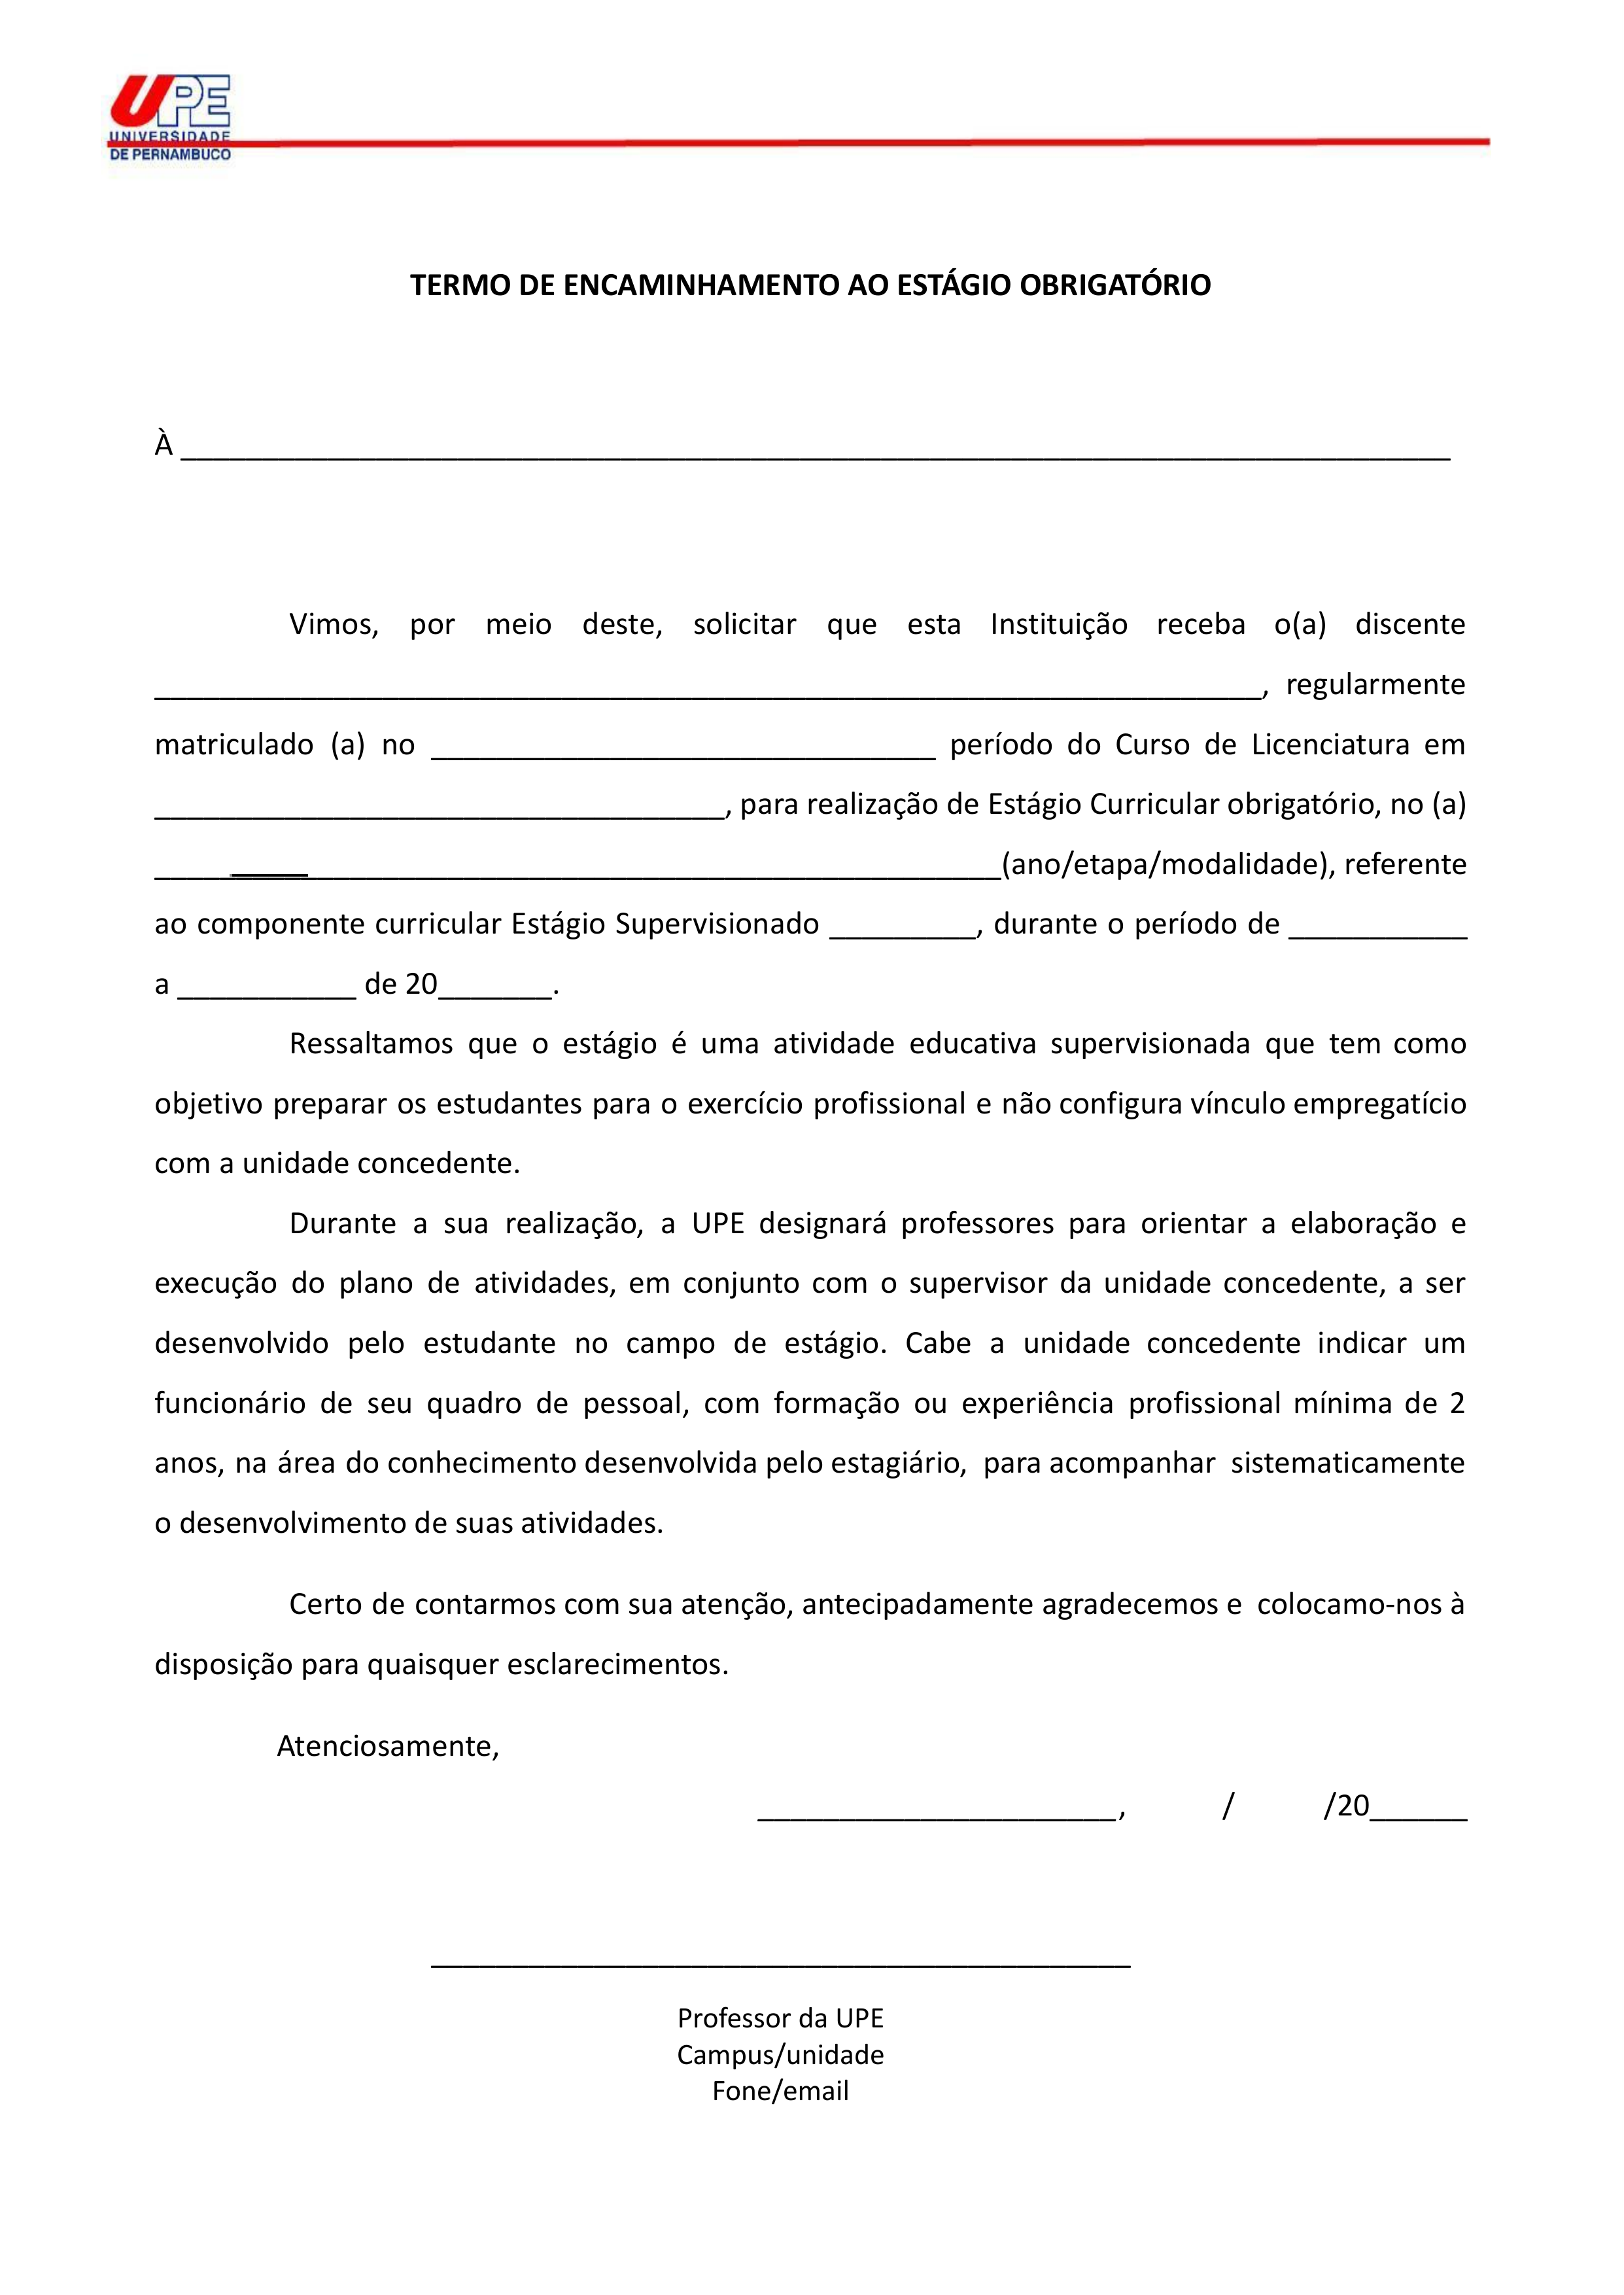 UPE
UNIVERSIDADE
DE PERNAMBUCO
TERMO DE ENCAMINHAMENTO AO ESTÁGIO OBRIGATÓRIO
À ______________________________________________________________________________
Vimos, por meio deste, solicitar que esta Instituição receba o(a) discente
____________________________________________________________________, regularmente
matriculado (a) no _______________________________ período do Curso de Licenciatura em
___________________________________, para realização de Estágio Curricular obrigatório, no (a)
____________________________________________________(ano/etapa/modalidade), referente
ao componente curricular Estágio Supervisionado _________, durante o período de ___________
a ___________ de 20_______.
Ressaltamos que o estágio é uma atividade educativa supervisionada que tem como
objetivo preparar os estudantes para o exercício profissional e não configura vínculo empregatício
com a unidade concedente.
Durante a sua realização, a UPE designará professores para orientar a elaboração e
execução do plano de atividades, em conjunto com o supervisor da unidade concedente, a ser
desenvolvido pelo estudante no campo de estágio. Cabe a unidade concedente indicar um
funcionário de seu quadro de pessoal, com formação ou experiência profissional mínima de 2
anos, na área do conhecimento desenvolvida pelo estagiário, para acompanhar sistematicamente
o desenvolvimento de suas atividades.
Certo de contarmos com sua atenção, antecipadamente agradecemos e colocamo-nos à
disposição para quaisquer esclarecimentos.
Atenciosamente,
______________________, / /20______
___________________________________________
Professor da UPE
Campus/unidade
Fone/email